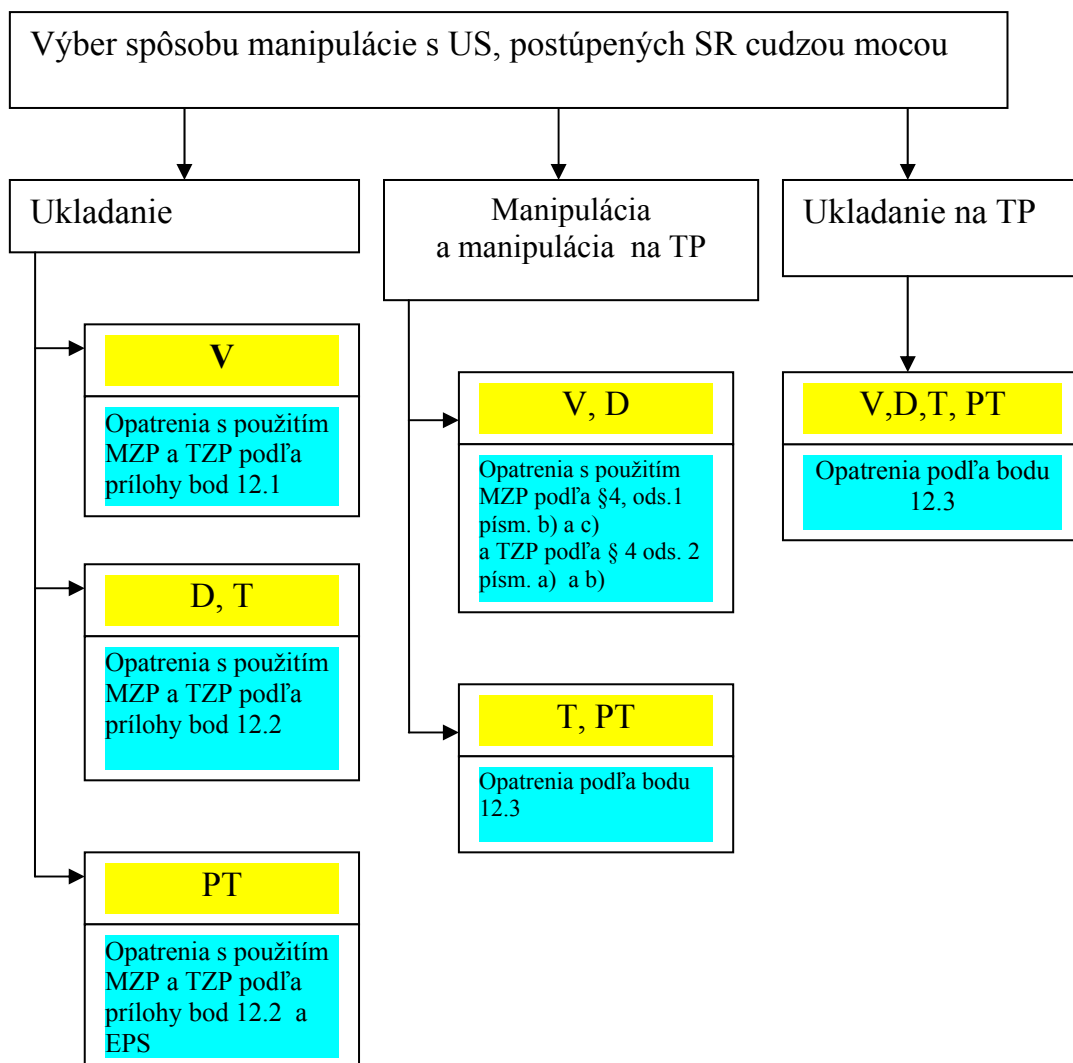 Výber spôsobu manipulácie s US, postúpených SR cudzou mocou
Ukladanie
V
Opatrenia s použitím
MZP a TZP podľa
prílohy bod 12.1
D, T
Opatrenia s použitím
MZP a TZP podľa
prílohy bod 12.2
PT
Opatrenia s použitím
MZP a TZP podľa
prílohy bod 12.2 a
EPS
Manipulácia
a manipulácia na TP
V, D
Opatrenia s použitím
MZP podľa §4, ods.1
písm. b) a c)
a TZP podľa § 4 ods. 2
písm. a) a b)
T, PT
Opatrenia podľa bodu
12.3
Ukladanie na TP
V,D,T, PT
Opatrenia podľa bodu
12.3